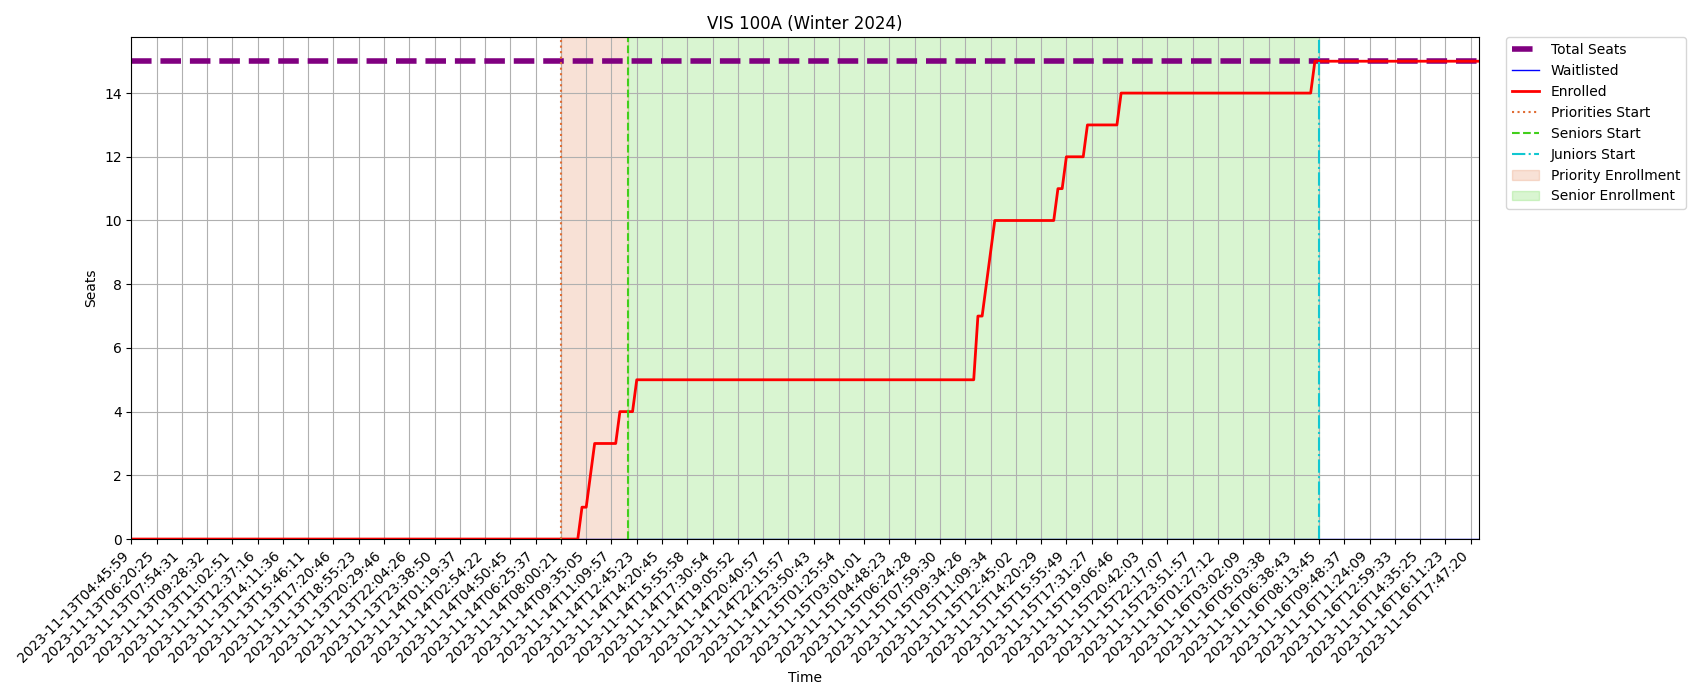 VIS 100A (Winter 2024)
Total Seats
Waitlisted
Enrolled
Priorities Start
Seniors Start
Juniors Start
Priority Enrollment
Senior Enrollment
Seats
14
12
10
8
6
4
2
0
2023-11-13T04:45:59
2023-11-13T06:20:25
2023-11-13T07:54:31
2023-11-13T09:28:32
2023-11-13T11:02:51
2023-11-13T12:37:16
2023-11-13T14:11:36
2023-11-13T15:46:11
2023-11-13T17:20:46
2023-11-13T18:55:23
2023-11-13T20:29:46
2023-11-13T22:04:26
2023-11-13T23:38:50
2023-11-14T01:19:37
2023-11-14T02:54:22
2023-11-14T04:50:45
2023-11-14T06:25:37
2023-11-14T08:00:21
2023-11-14T09:35:05
2023-11-14T11:09:57
2023-11-14T12:45:23
2023-11-14T14:20:45
2023-11-14T15:55:58
2023-11-14T17:30:54
2023-11-14T19:05:52
2023-11-14T20:40:57
2023-11-14T22:15:57
2023-11-14T23:50:43
2023-11-15T01:25:54
2023-11-15T03:01:01
2023-11-15T04:48:23
2023-11-15T06:24:28
2023-11-15T07:59:30
2023-11-15T09:34:26
2023-11-15T11:09:34
2023-11-15T12:45:02
2023-11-15T14:20:29
2023-11-15T15:55:49
2023-11-15T17:31:27
2023-11-15T19:06:46
2023-11-15T20:42:03
2023-11-15T22:17:07
2023-11-15T23:51:57
2023-11-16T01:27:12
2023-11-16T03:02:09
2023-11-16T05:03:38
2023-11-16T06:38:43
2023-11-16T08:13:45
2023-11-16T09:48:37
2023-11-16T11:24:09
2023-11-16T12:59:33
2023-11-16T14:35:25
2023-11-16T16:11:23
2023-11-16T17:47:20
Time